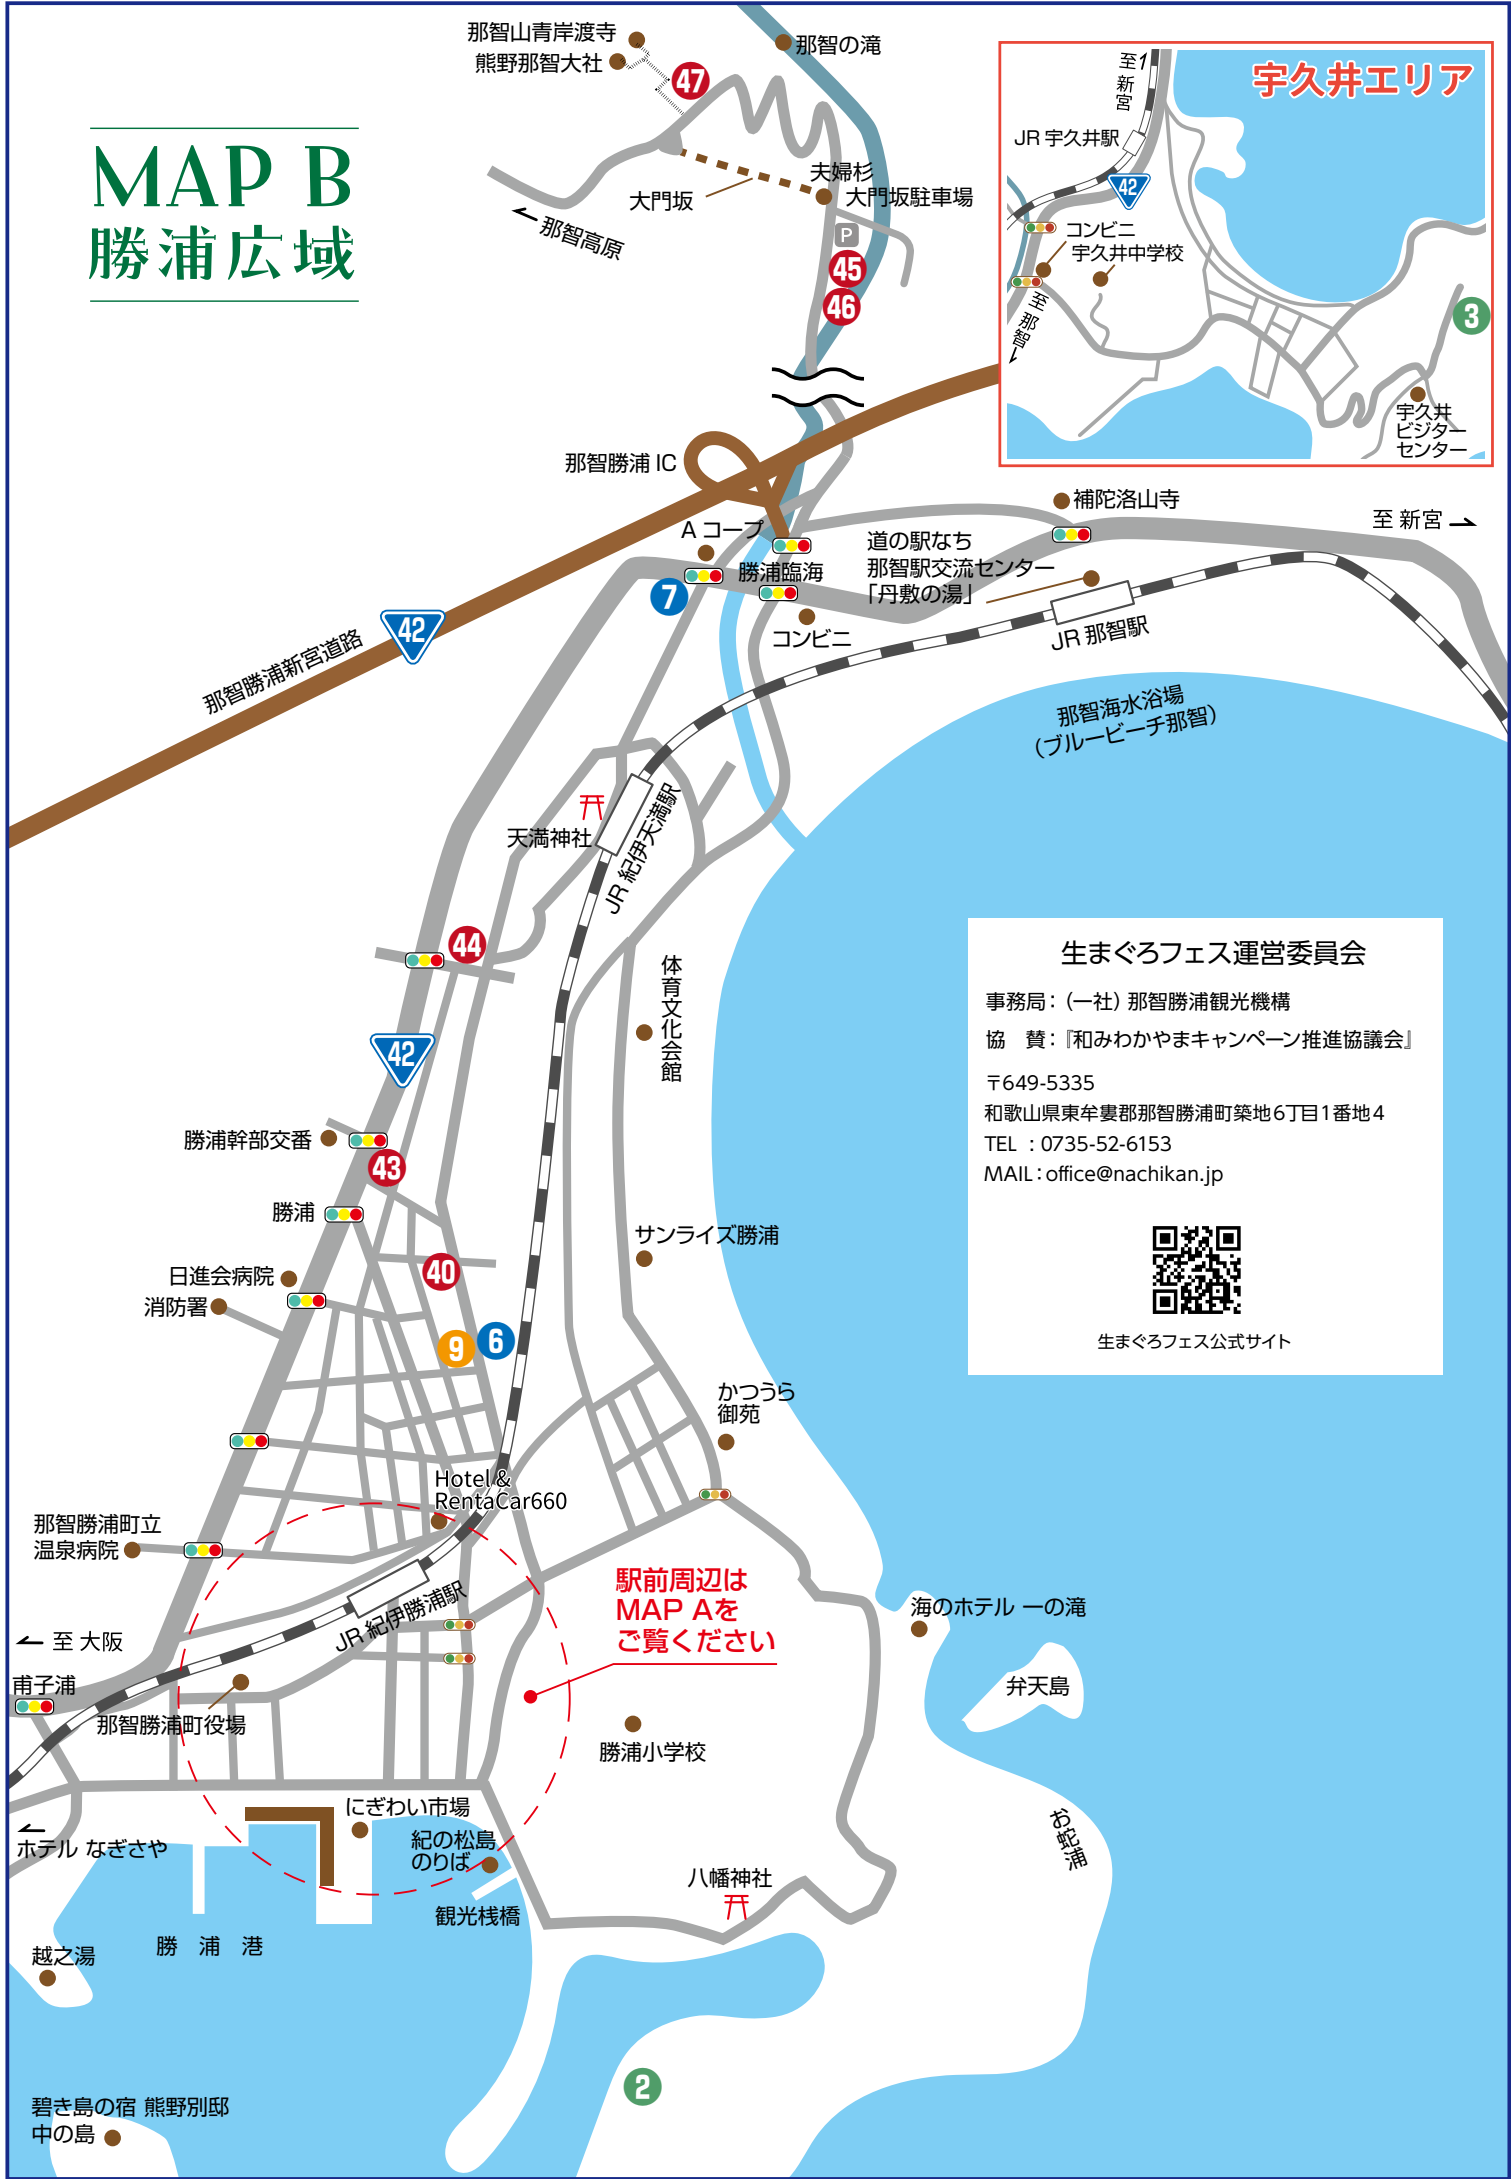 MAP B
勝浦広域
那智山青岸渡寺
熊野那智大社
47
那智の滝
大門坂
夫婦杉
大門坂駐車場
那智高原
P
45
46
宇久井エリア
至 新宮
JR 宇久井駅
42
コンビニ
宇久井中学校
至 那智
3
宇久井
ビジター
センター
那智勝浦 IC
A コープ
7
勝浦臨海
コンビニ
道の駅なち
那智駅交流センター
「丹敷の湯」
補陀洛山寺
至 新宮
JR 那智駅
42
那智勝浦新宮道路
那智海水浴場
(ブルービーチ那智)
天満神社
JR 紀伊天満駅
44
体育文化会館
42
勝浦幹部交番
43
勝浦
日進会病院
消防署
40
9
6
サンライズ勝浦
かつうら
御苑
生まぐろフェス運営委員会
事務局：(一社) 那智勝浦観光機構
協　賛：『和みわかやまキャンペーン推進協議会』
〒649-5335
和歌山県東牟婁郡那智勝浦町築地6丁目1番地4
TEL : 0735-52-6153
MAIL：office@nachikan.jp
生まぐろフェス公式サイト
Hotel &
RentaCar660
那智勝浦町立
温泉病院
駅前周辺は
MAP Aを
ご覧ください
JR 紀伊勝浦駅
至 大阪
甫子浦
那智勝浦町役場
勝浦小学校
海のホテル 一の滝
弁天島
お蛇浦
にぎわい市場
紀の松島
のりば
観光桟橋
八幡神社
ホテル なぎさや
勝 浦 港
越之湯
2
碧き島の宿 熊野別邸
中の島